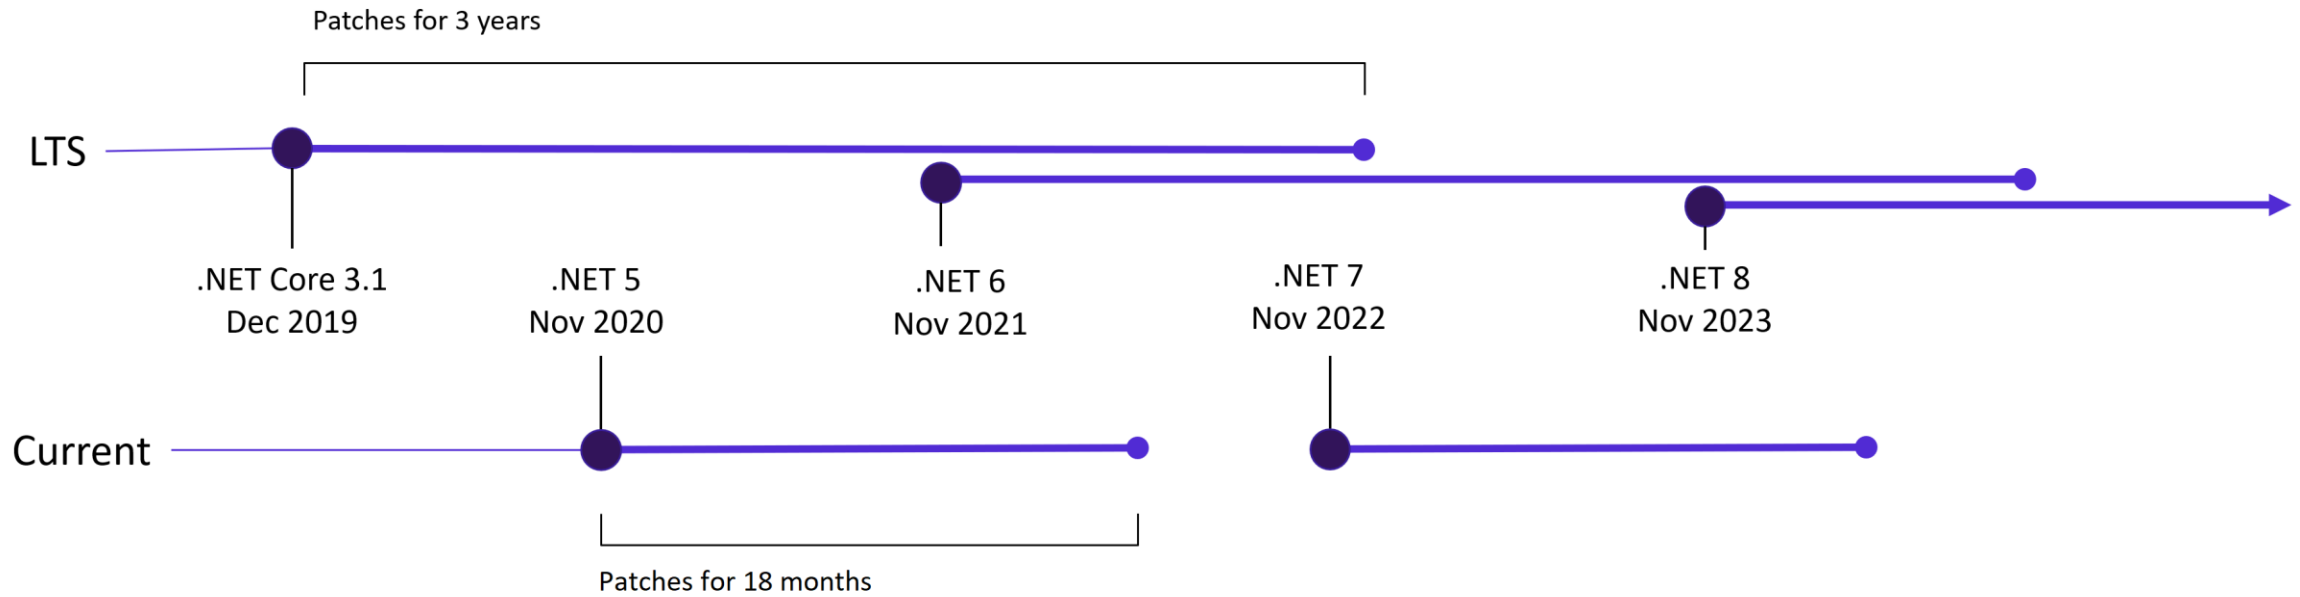 Patches for 3 years
LTS
.NET Core 3.1
Dec 2019
.NET 5
Nov 2020
.NET 6
Nov 2021
.NET 7
Nov 2022
.NET 8
Nov 2023
Current
Patches for 18 months